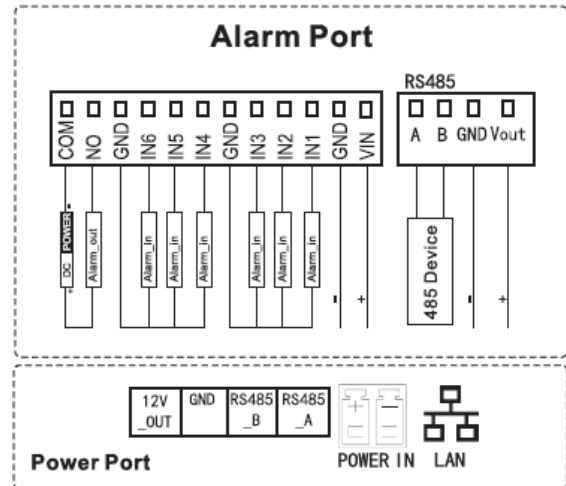 Alarm Port
RS485
COM NO GND IN6 IN5 IN4 GND IN3 IN2 IN1 GND VIN
A B GND Vout
+ DC POWER -
Alarm_out
Alarm_in
Alarm_in
Alarm_in
Alarm_in
Alarm_in
Alarm_in
- +
485 Device
- +
12V
_OUT
GND
RS485
_B
RS485
_A
+ -
Power Port
POWER IN
LAN